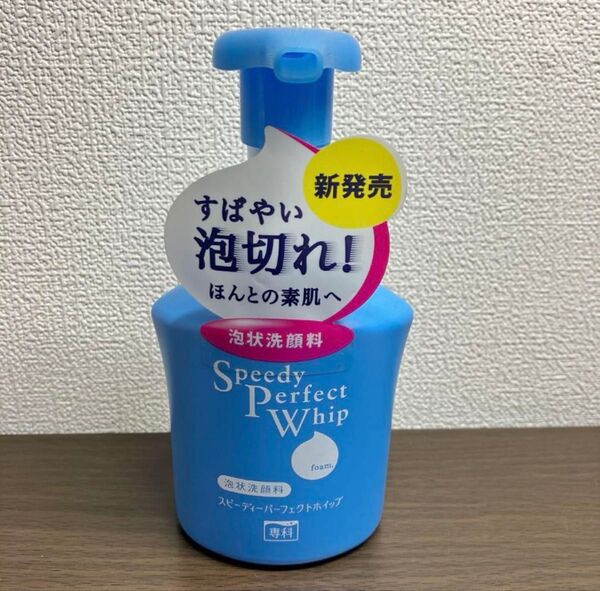 新発売
すばやい
泡切れ!
ほんとの素肌へ
泡状洗顔料
Speedy
Perfect
Whip
foam.
泡状洗顔料
スピーディーパーフェクトホイップ
専科